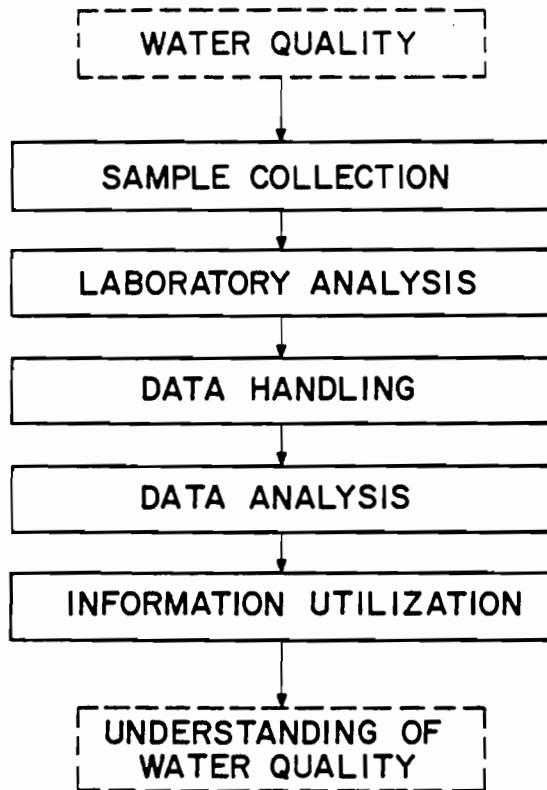 WATER QUALITY
SAMPLE COLLECTION
LABORATORY ANALYSIS
DATA HANDLING
DATA ANALYSIS
INFORMATION UTILIZATION
UNDERSTANDING OF
WATER QUALITY